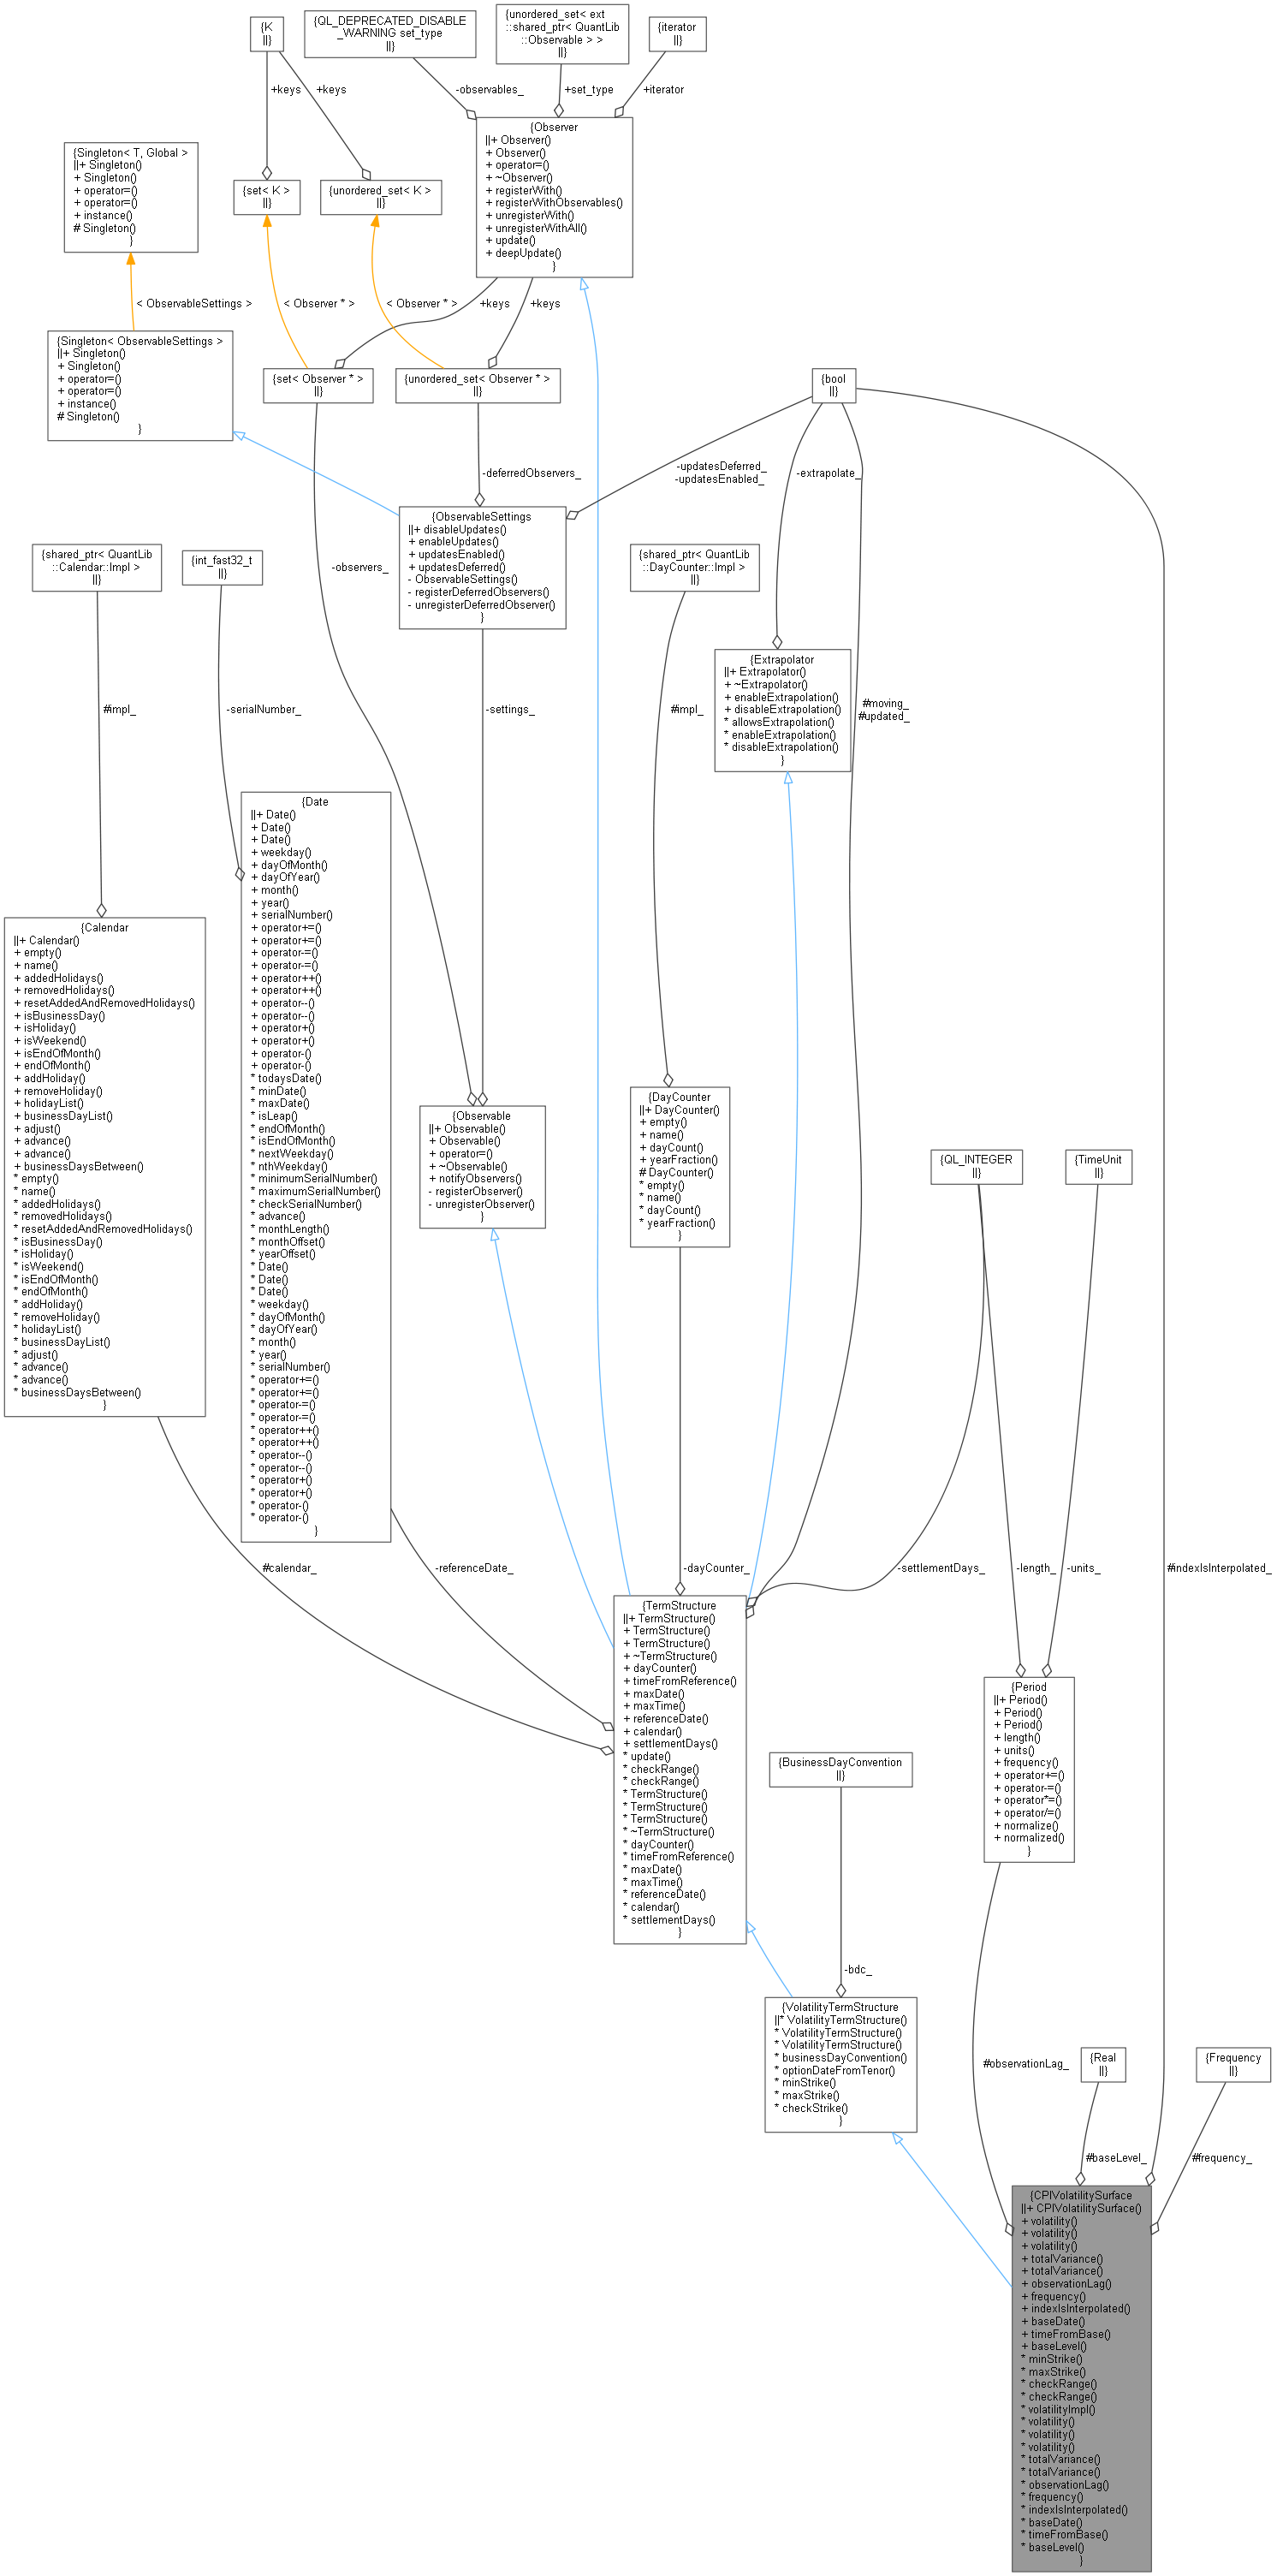 {K
||}
{QL_DEPRECATED_DISABLE
_WARNING set_type
||}
{unordered_set< ext
::shared_ptr< QuantLib
::Observable > >
||}
{iterator
||}
+keys
+keys
-observables_
+set_type
+iterator
{Singleton< T, Global >
||+ Singleton()
+ Singleton()
+ operator=()
+ operator=()
+ instance()
# Singleton()
}
{set< K >
||}
{unordered_set< K >
||}
{Observer
||+ Observer()
+ Observer()
+ operator=()
+ ~Observer()
+ registerWith()
+ registerWithObservables()
+ unregisterWith()
+ unregisterWithAll()
+ update()
+ deepUpdate()
}
< ObservableSettings >
< Observer * >
< Observer * >
+keys
+keys
{Singleton< ObservableSettings >
||+ Singleton()
+ Singleton()
+ operator=()
+ operator=()
+ instance()
# Singleton()
}
{set< Observer * >
||}
{unordered_set< Observer * >
||}
{bool
||}
-deferredObservers_
-updatesDeferred_
-updatesEnabled_
-extrapolate_
{shared_ptr< QuantLib
::Calendar::Impl >
||}
{int_fast32_t
||}
-observers_
{ObservableSettings
||+ disableUpdates()
+ enableUpdates()
+ updatesEnabled()
+ updatesDeferred()
- ObservableSettings()
- registerDeferredObservers()
- unregisterDeferredObserver()
}
{shared_ptr< QuantLib
::DayCounter::Impl >
||}
{Extrapolator
||+ Extrapolator()
+ ~Extrapolator()
+ enableExtrapolation()
+ disableExtrapolation()
* allowsExtrapolation()
* enableExtrapolation()
* disableExtrapolation()
}
#impl_
-serialNumber_
-settings_
#impl_
#moving_
#updated_
{Date
||+ Date()
+ Date()
+ Date()
+ weekday()
+ dayOfMonth()
+ dayOfYear()
+ month()
+ year()
+ serialNumber()
+ operator+=()
+ operator+=()
+ operator-=()
+ operator-=()
+ operator++()
+ operator++()
+ operator--()
+ operator--()
+ operator+()
+ operator+()
+ operator-()
+ operator-()
* todaysDate()
* minDate()
* maxDate()
* isLeap()
* endOfMonth()
* isEndOfMonth()
* nextWeekday()
* nthWeekday()
* minimumSerialNumber()
* maximumSerialNumber()
* checkSerialNumber()
* advance()
* monthLength()
* monthOffset()
* yearOffset()
* Date()
* Date()
* Date()
* weekday()
* dayOfMonth()
* dayOfYear()
* month()
* year()
* serialNumber()
* operator+=()
* operator+=()
* operator-=()
* operator-=()
* operator++()
* operator++()
* operator--()
* operator--()
* operator+()
* operator+()
* operator-()
* operator-()
}
{Calendar
||+ Calendar()
+ empty()
+ name()
+ addedHolidays()
+ removedHolidays()
+ resetAddedAndRemovedHolidays()
+ isBusinessDay()
+ isHoliday()
+ isWeekend()
+ isEndOfMonth()
+ endOfMonth()
+ addHoliday()
+ removeHoliday()
+ holidayList()
+ businessDayList()
+ adjust()
+ advance()
+ advance()
+ businessDaysBetween()
* empty()
* name()
* addedHolidays()
* removedHolidays()
* resetAddedAndRemovedHolidays()
* isBusinessDay()
* isHoliday()
* isWeekend()
* isEndOfMonth()
* endOfMonth()
* addHoliday()
* removeHoliday()
* holidayList()
* businessDayList()
* adjust()
* advance()
* advance()
* businessDaysBetween()
}
{Observable
||+ Observable()
+ Observable()
+ operator=()
+ ~Observable()
+ notifyObservers()
- registerObserver()
- unregisterObserver()
}
{DayCounter
||+ DayCounter()
+ empty()
+ name()
+ dayCount()
+ yearFraction()
# DayCounter()
* empty()
* name()
* dayCount()
* yearFraction()
}
{QL_INTEGER
||}
{TimeUnit
||}
#calendar_
-referenceDate_
-dayCounter_
-settlementDays_
-length_
-units_
#indexIsInterpolated_
{TermStructure
||+ TermStructure()
+ TermStructure()
+ TermStructure()
+ ~TermStructure()
+ dayCounter()
+ timeFromReference()
+ maxDate()
+ maxTime()
+ referenceDate()
+ calendar()
+ settlementDays()
* update()
* checkRange()
* checkRange()
* TermStructure()
* TermStructure()
* TermStructure()
* ~TermStructure()
* dayCounter()
* timeFromReference()
* maxDate()
* maxTime()
* referenceDate()
* calendar()
* settlementDays()
}
{Period
||+ Period()
+ Period()
+ Period()
+ length()
+ units()
+ frequency()
+ operator+=()
+ operator-=()
+ operator*=()
+ operator/=()
+ normalize()
+ normalized()
}
{BusinessDayConvention
||}
-bdc_
{VolatilityTermStructure
||* VolatilityTermStructure()
* VolatilityTermStructure()
* VolatilityTermStructure()
* businessDayConvention()
* optionDateFromTenor()
* minStrike()
* maxStrike()
* checkStrike()
}
#observationLag_
{Real
||}
{Frequency
||}
#baseLevel_
#frequency_
{CPIVolatilitySurface
||+ CPIVolatilitySurface()
+ volatility()
+ volatility()
+ volatility()
+ totalVariance()
+ totalVariance()
+ observationLag()
+ frequency()
+ indexIsInterpolated()
+ baseDate()
+ timeFromBase()
+ baseLevel()
* minStrike()
* maxStrike()
* checkRange()
* checkRange()
* volatilityImpl()
* volatility()
* volatility()
* volatility()
* totalVariance()
* totalVariance()
* observationLag()
* frequency()
* indexIsInterpolated()
* baseDate()
* timeFromBase()
* baseLevel()
}